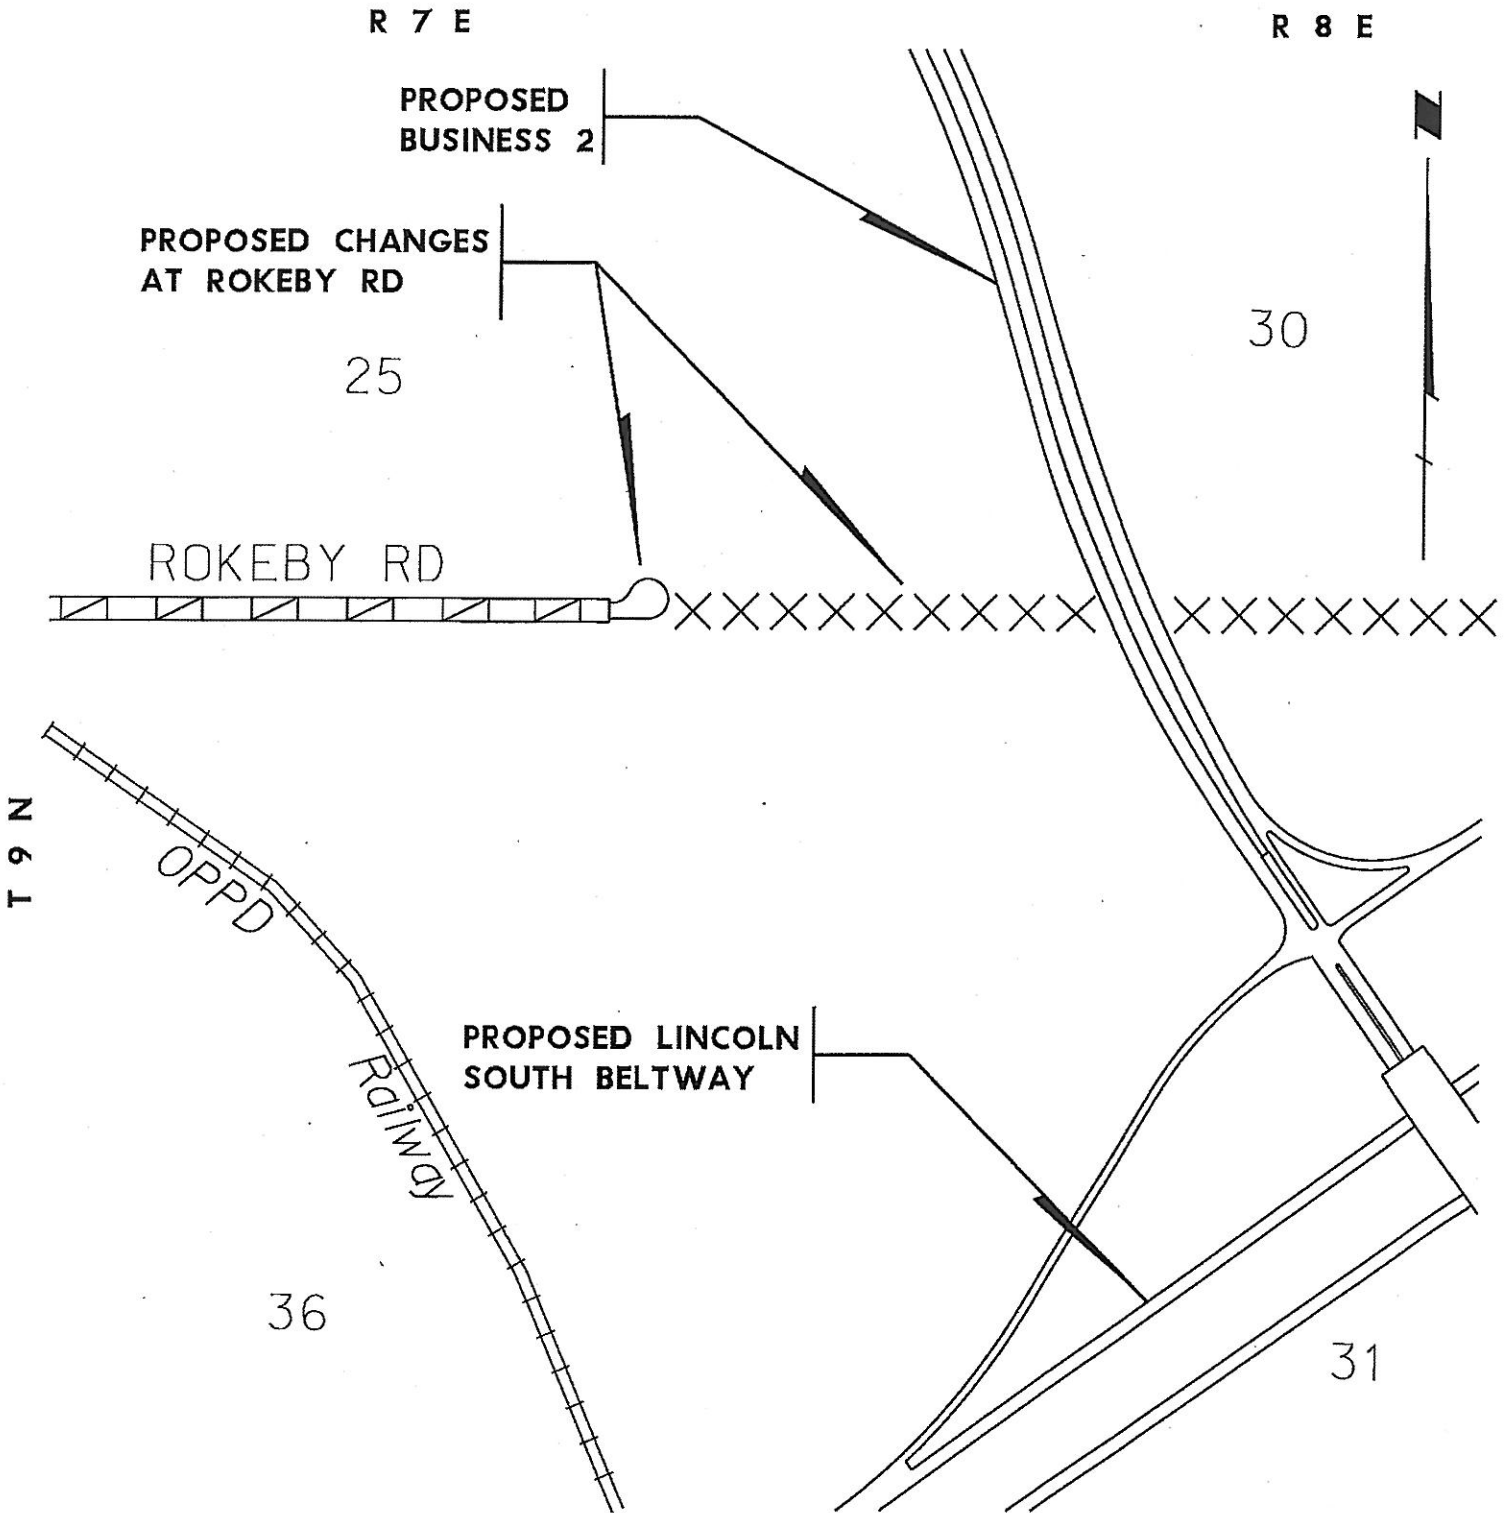 R 7 E
R 8 E
PROPOSED
BUSINESS 2
N
PROPOSED CHANGES
AT ROKEBY RD
30
25
ROKEBY RD
T 9 N
OPPD
Railway
PROPOSED LINCOLN
SOUTH BELTWAY
36
31